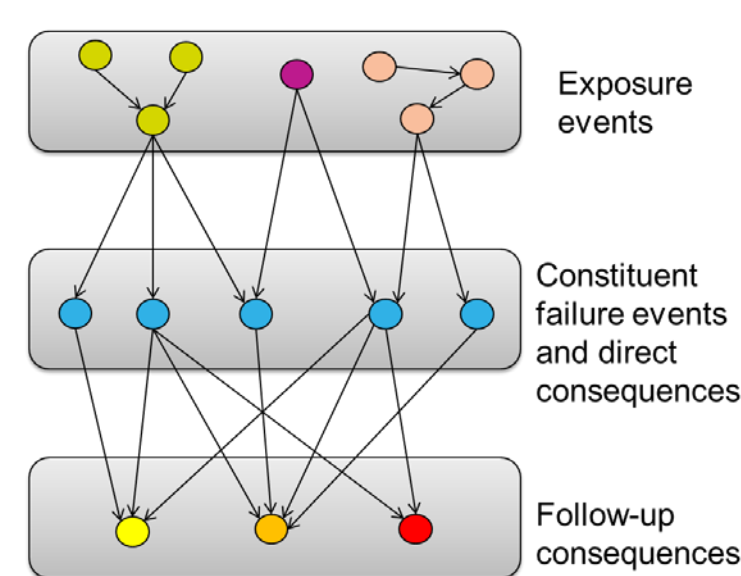 Exposure
events
Constituent
failure events
and direct
consequences
Follow-up
consequences